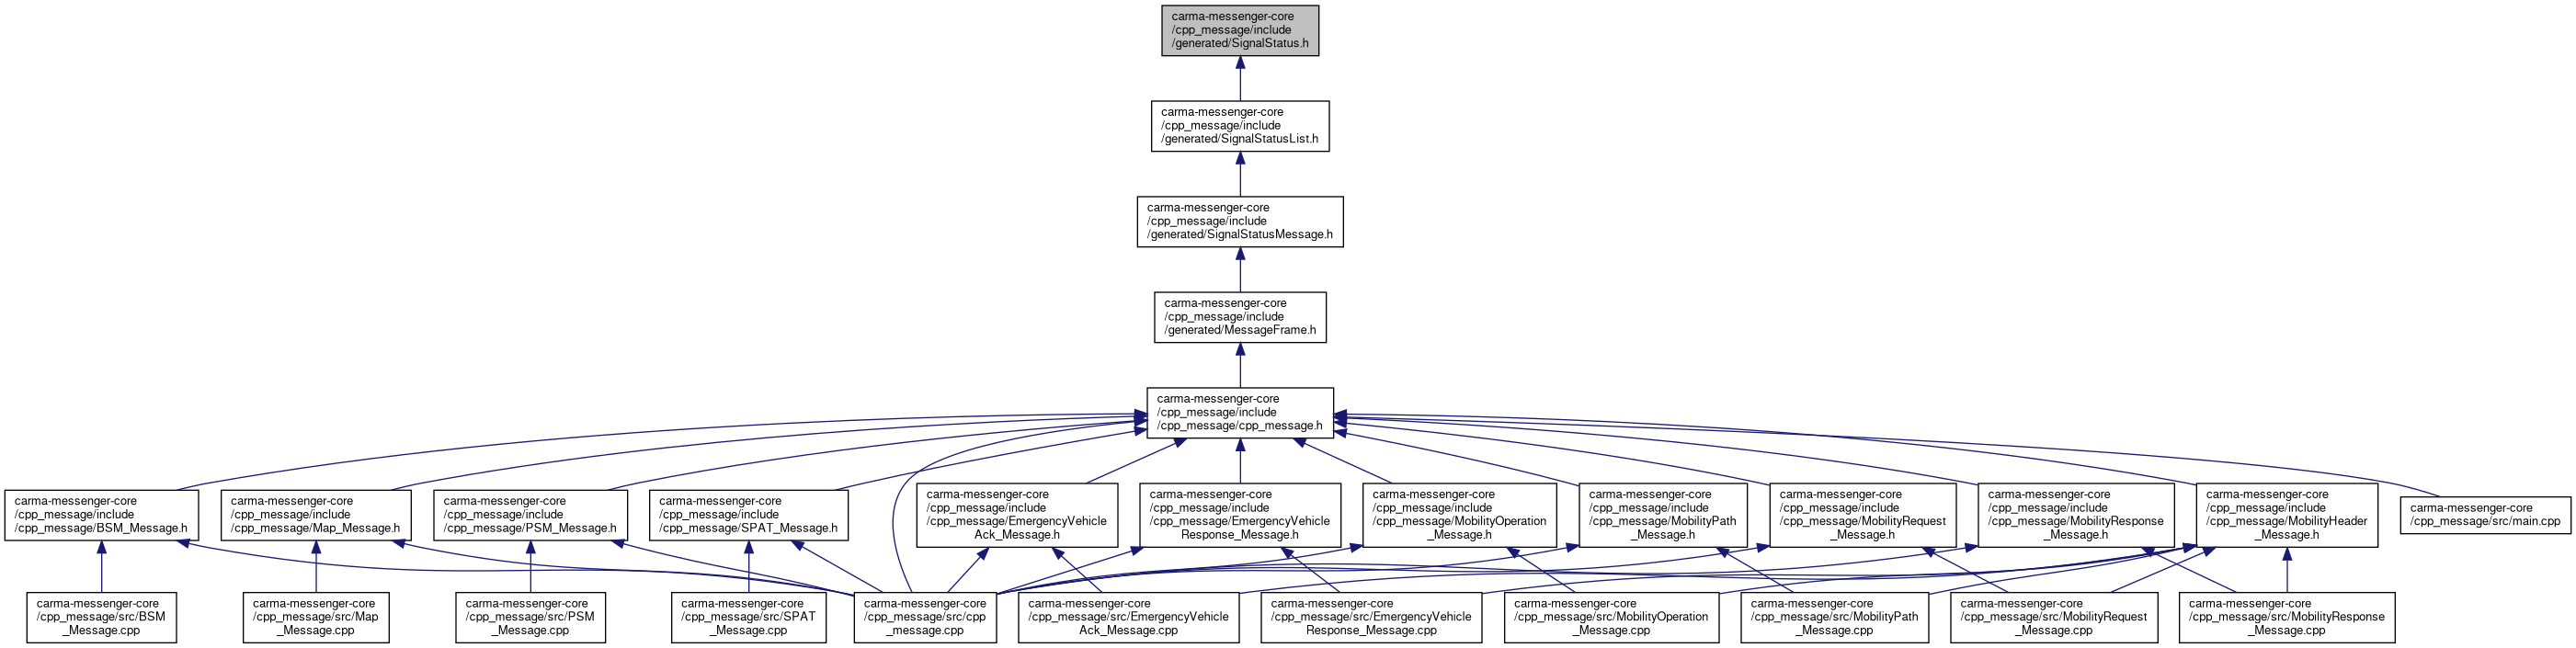 carma-messenger-core
/cpp_message/include
/generated/SignalStatus.h
carma-messenger-core
/cpp_message/include
/generated/SignalStatusList.h
carma-messenger-core
/cpp_message/include
/generated/SignalStatusMessage.h
carma-messenger-core
/cpp_message/include
/generated/MessageFrame.h
carma-messenger-core
/cpp_message/include
/cpp_message/cpp_message.h
carma-messenger-core
/cpp_message/include
/cpp_message/BSM_Message.h
carma-messenger-core
/cpp_message/include
/cpp_message/Map_Message.h
carma-messenger-core
/cpp_message/include
/cpp_message/PSM_Message.h
carma-messenger-core
/cpp_message/include
/cpp_message/SPAT_Message.h
carma-messenger-core
/cpp_message/include
/cpp_message/EmergencyVehicle
Ack_Message.h
carma-messenger-core
/cpp_message/include
/cpp_message/EmergencyVehicle
Response_Message.h
carma-messenger-core
/cpp_message/include
/cpp_message/MobilityOperation
_Message.h
carma-messenger-core
/cpp_message/include
/cpp_message/MobilityPath
_Message.h
carma-messenger-core
/cpp_message/include
/cpp_message/MobilityRequest
_Message.h
carma-messenger-core
/cpp_message/include
/cpp_message/MobilityResponse
_Message.h
carma-messenger-core
/cpp_message/include
/cpp_message/MobilityHeader
_Message.h
carma-messenger-core
/cpp_message/src/main.cpp
carma-messenger-core
/cpp_message/src/BSM
_Message.cpp
carma-messenger-core
/cpp_message/src/Map
_Message.cpp
carma-messenger-core
/cpp_message/src/PSM
_Message.cpp
carma-messenger-core
/cpp_message/src/SPAT
_Message.cpp
carma-messenger-core
/cpp_message/src/cpp
_message.cpp
carma-messenger-core
/cpp_message/src/EmergencyVehicle
Ack_Message.cpp
carma-messenger-core
/cpp_message/src/EmergencyVehicle
Response_Message.cpp
carma-messenger-core
/cpp_message/src/MobilityOperation
_Message.cpp
carma-messenger-core
/cpp_message/src/MobilityPath
_Message.cpp
carma-messenger-core
/cpp_message/src/MobilityRequest
_Message.cpp
carma-messenger-core
/cpp_message/src/MobilityResponse
_Message.cpp